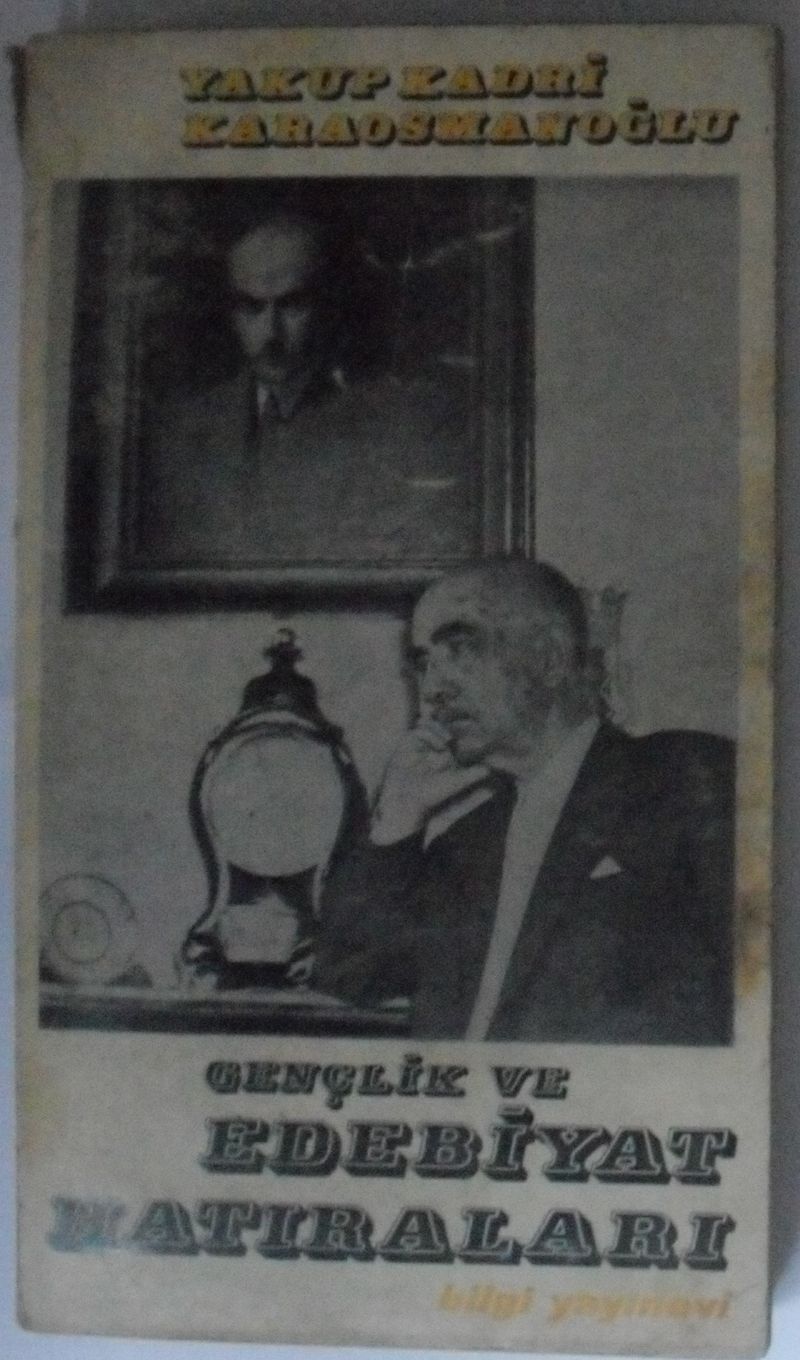 YAKUP KADRİ
KARAOSMANOĞLU
GENÇLİK VE
EDEBİYAT
HATIRALARI
bilgi yayınevi